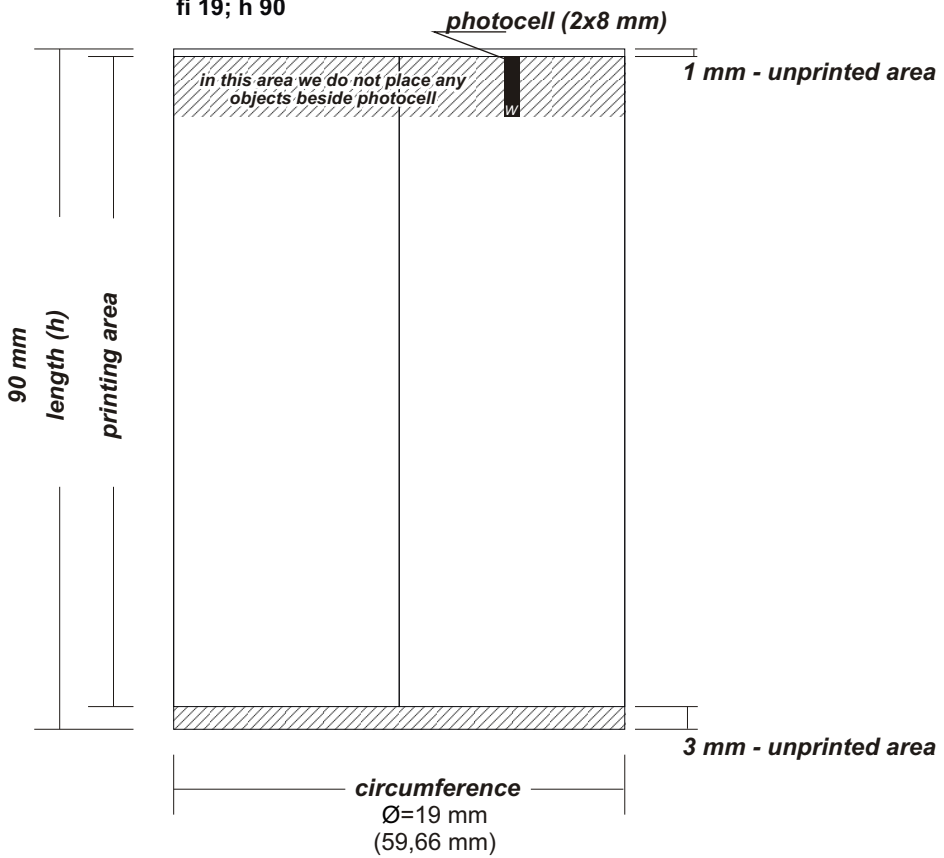 fi 19; h 90
photocell (2x8 mm)
1 mm - unprinted area
in this area we do not place any
objects beside photocell
W
90 mm
length (h)
printing area
3 mm - unprinted area
circumference
Ø=19 mm
(59,66 mm)